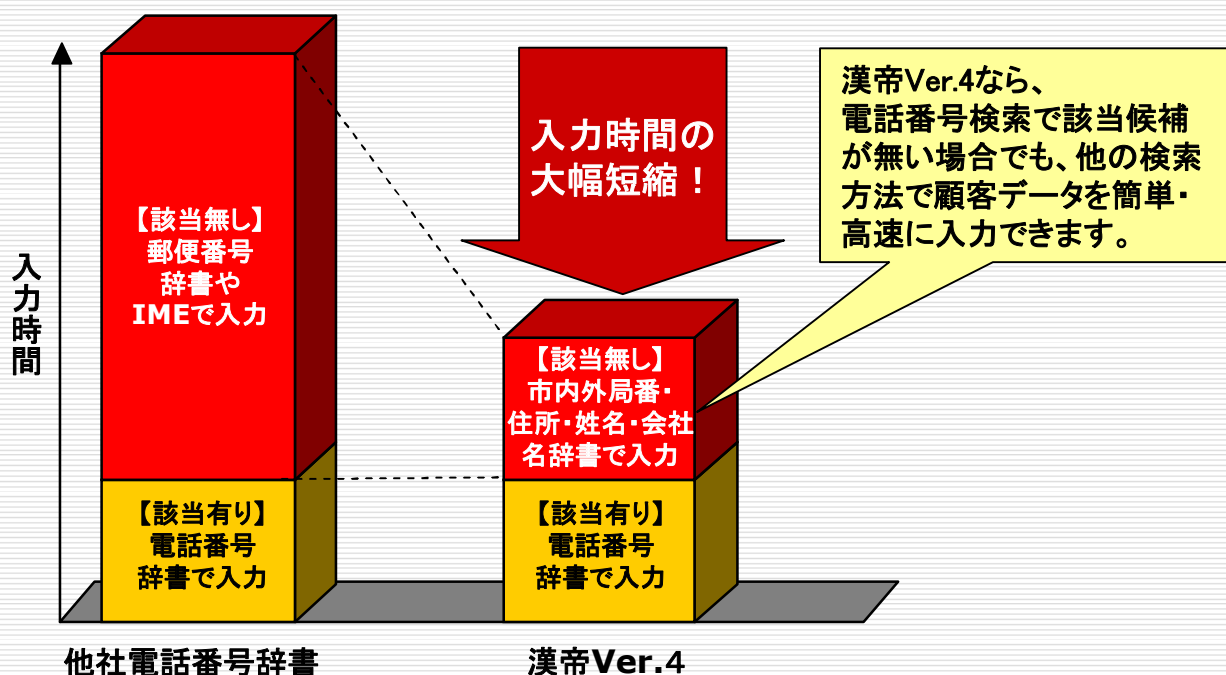 入力時間
【該当無し】
郵便番号
辞書や
IMEで入力
【該当有り】
電話番号
辞書で入力
他社電話番号辞書
入力時間の
大幅短縮！
【該当無し】
市内外局番・
住所・姓名・会社
名辞書で入力
【該当有り】
電話番号
辞書で入力
漢帝Ver.4
漢帝Ver.4なら、
電話番号検索で該当候補
が無い場合でも、他の検索
方法で顧客データを簡単・
高速に入力できます。